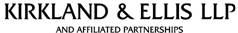 KIRKLAND & ELLIS LLP
AND AFFILIATED PARTNERSHIPS